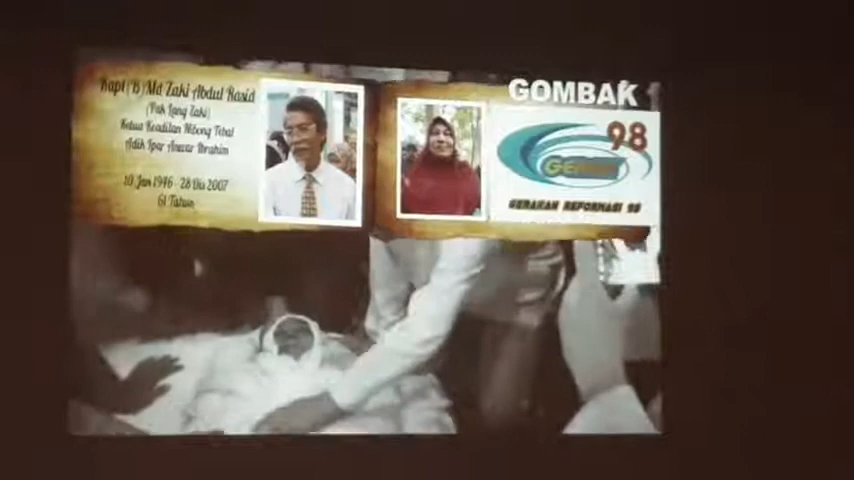 Kapt(B) Md Zaki Abdul Rasid
(Pak Lang Zaki)
Ketua Keadilan Nibong Tebal
Adik Ipar Anwar Ibrahim
10 Jan 1946 - 28 Dis 2007
61 Tahun
GOMBAK
98
GERAKAN REFORMASI 98